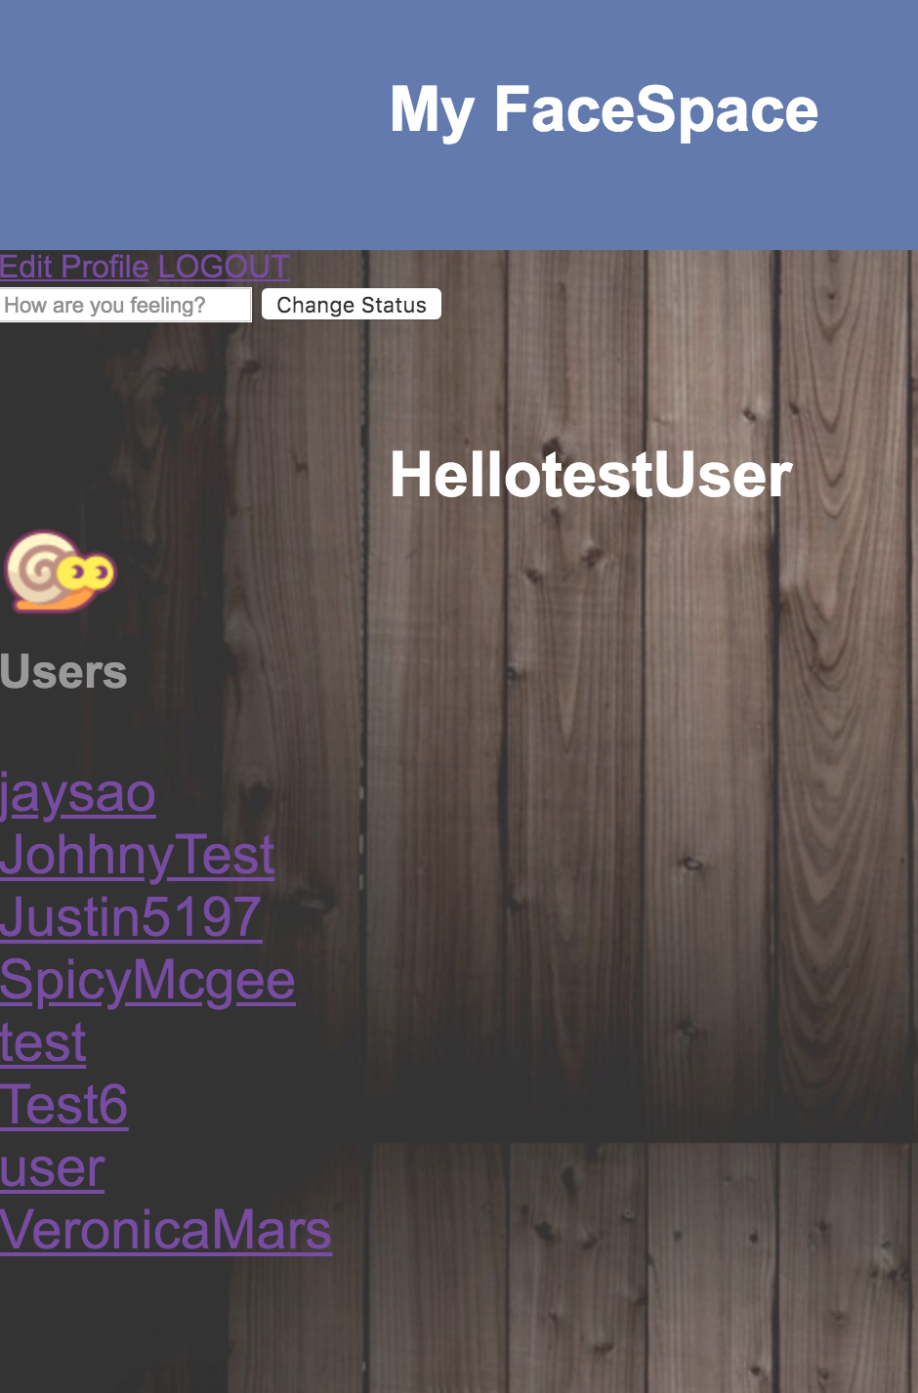 My FaceSpace
Edit Profile LOGOUT
How are you feeling? Change Status
HellotestUser
Users
jaysao
JohhnyTest
Justin5197
SpicyMcgee
test
Test6
user
VeronicaMars